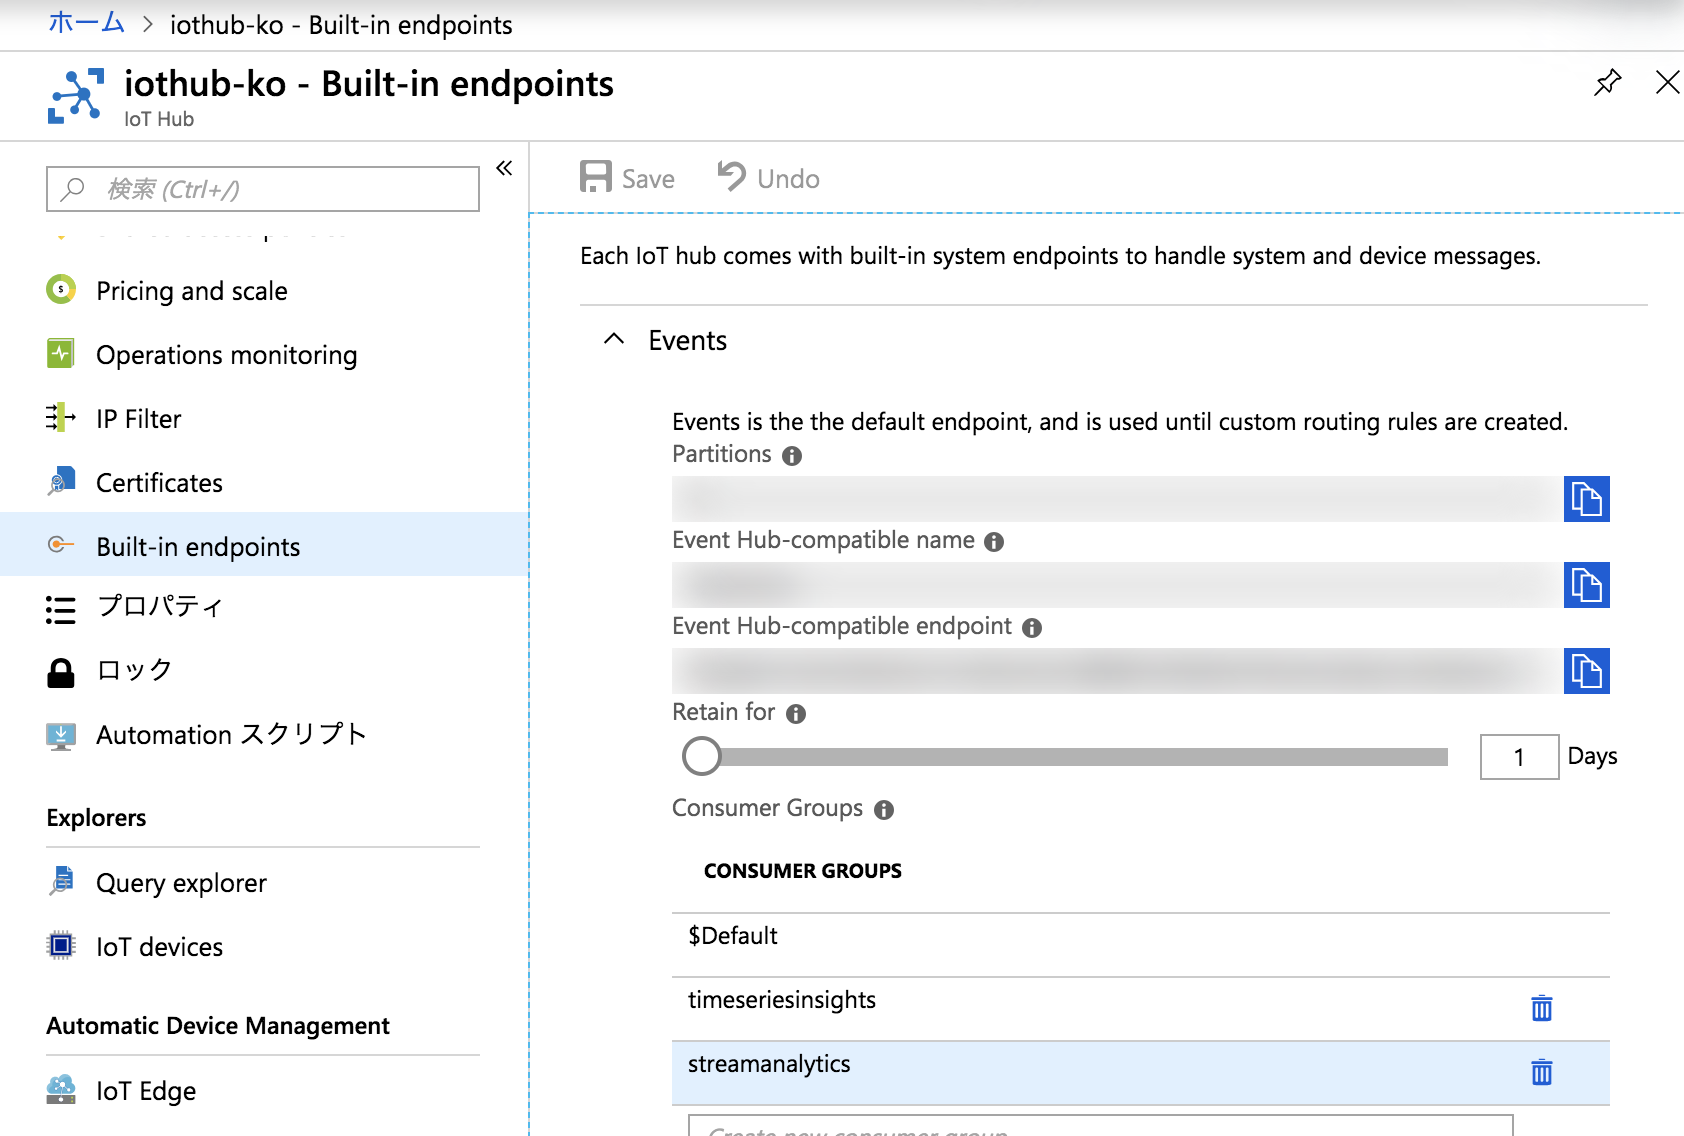 ホーム > iothub-ko - Built-in endpoints
iothub-ko - Built-in endpoints
IoT Hub
検索 (Ctrl+/)
Pricing and scale
Operations monitoring
IP Filter
Certificates
Built-in endpoints
プロパティ
ロック
Automation スクリプト
Explorers
Query explorer
IoT devices
Automatic Device Management
IoT Edge
Save Undo
Each IoT hub comes with built-in system endpoints to handle system and device messages.
Events
Events is the the default endpoint, and is used until custom routing rules are created.
Partitions
Event Hub-compatible name
Event Hub-compatible endpoint
Retain for
1 Days
Consumer Groups
CONSUMER GROUPS
$Default
timeseriesinsights
streamanalytics
Create new consumer group